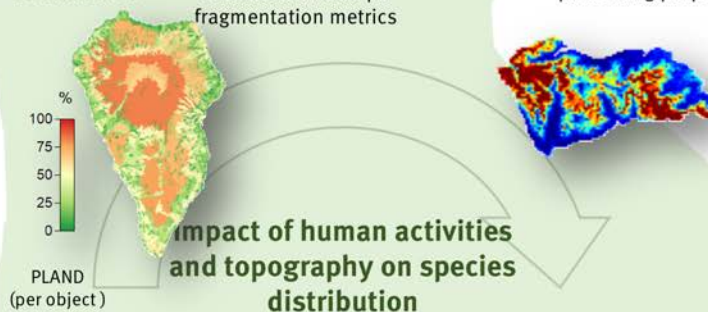 fragmentation metrics
%
100
75
50
25
0
PLAND
(per object )
Impact of human activities
and topography on species
distribution